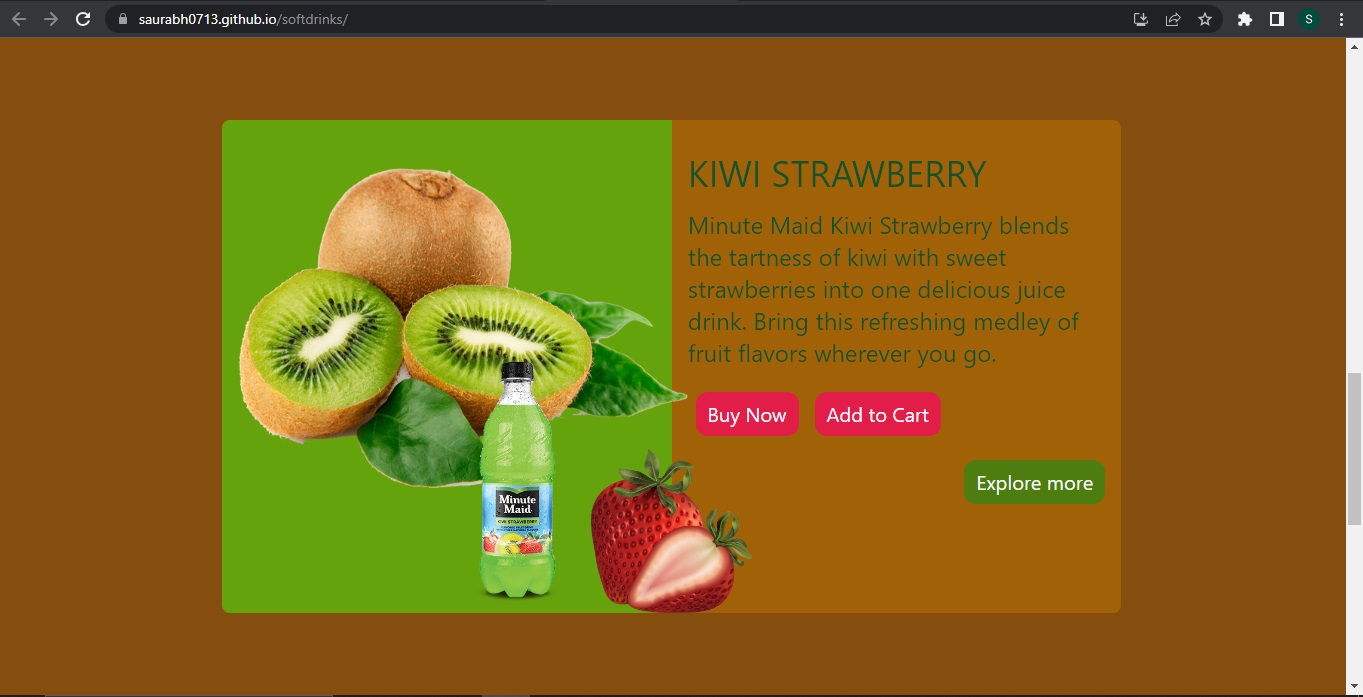 saurabh0713.github.io/softdrinks/
S
KIWI STRAWBERRY
Minute Maid Kiwi Strawberry blends
the tartness of kiwi with sweet
strawberries into one delicious juice
drink. Bring this refreshing medley of
fruit flavors wherever you go.
Buy Now
Add to Cart
Explore more
Minute
Maid
KIWI STRAWBERRY